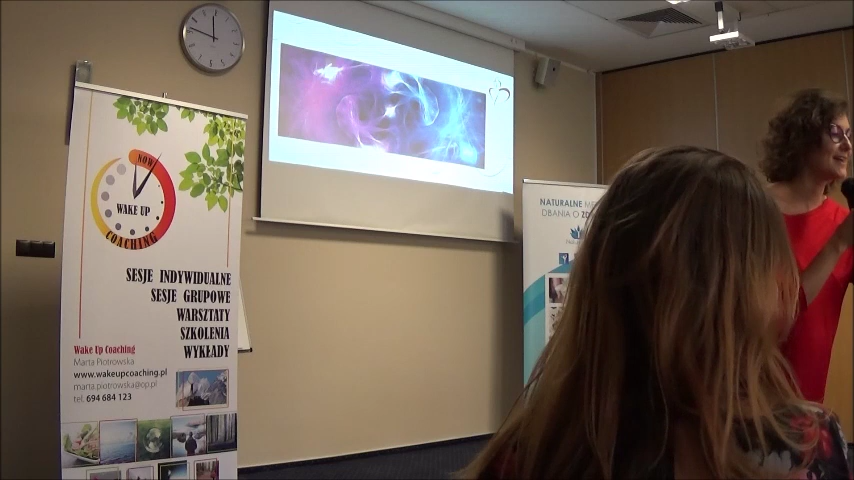 NOW
WAKE UP
COACHING
SESJE INDYWIDUALNE
SESJE GRUPOWE
WARSZTATY
SZKOLENIA
WYKŁADY
Wake Up Coaching
Marta Piotrowska
www.wakeupcoaching.pl
marta.piotrowska@op.pl
tel. 694 684 123
NATURALNE
DBANIA O